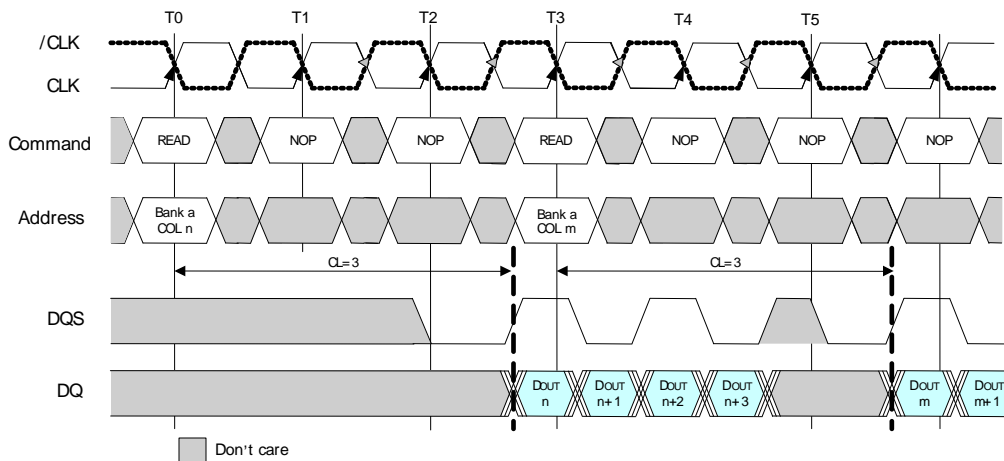 T0 T1 T2 T3 T4 T5
/CLK
CLK
Command READ NOP NOP READ NOP NOP NOP
Address Bank a COL n Bank a COL m
CL=3 CL=3
DQS
DQ DOUT n DOUT n+1 DOUT n+2 DOUT n+3 DOUT m DOUT m+1
Don't care